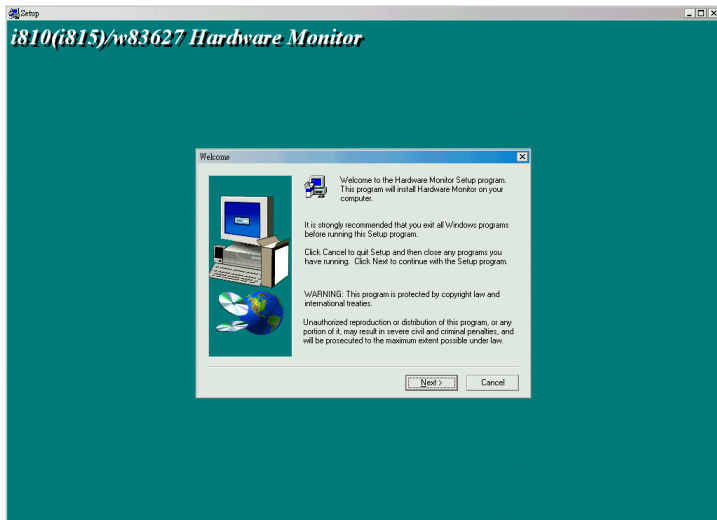 Setup
i810(i815)/w83627 Hardware Monitor
Welcome
Welcome to the Hardware Monitor Setup program.
This program will install Hardware Monitor on your
computer.
It is strongly recommended that you exit all Windows programs
before running this Setup program.
Click Cancel to quit Setup and then close any programs you
have running. Click Next to continue with the Setup program.
WARNING: This program is protected by copyright law and
international treaties.
Unauthorized reproduction or distribution of this program, or any
portion of it, may result in severe civil and criminal penalties, and
will be prosecuted to the maximum extent possible under law.
Next >
Cancel